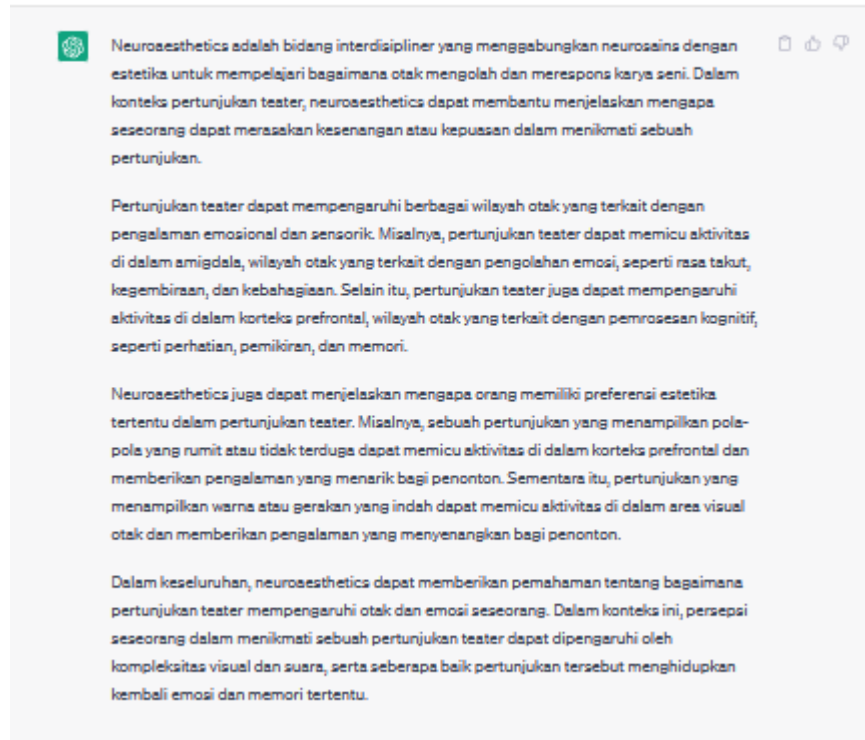 Neuroaesthetics adalah bidang interdisipliner yang menggabungkan neurosains dengan
estetika untuk mempelajari bagaimana otak mengolah dan merespons karya seni. Dalam
konteks pertunjukan teater, neuroaesthetics dapat membantu menjelaskan mengapa
seseorang dapat merasakan kesenangan atau kepuasan dalam menikmati sebuah
pertunjukan.
Pertunjukan teater dapat mempengaruhi berbagai wilayah otak yang terkait dengan
pengalaman emosional dan sensorik. Misalnya, pertunjukan teater dapat memicu aktivitas
di dalam amigdala, wilayah otak yang terkait dengan pengolahan emosi, seperti rasa takut,
kegembiraan, dan kebahagiaan. Selain itu, pertunjukan teater juga dapat mempengaruhi
aktivitas di dalam korteks prefrontal, wilayah otak yang terkait dengan pemrosesan kognitif,
seperti perhatian, pemikiran, dan memori.
Neuroaesthetics juga dapat menjelaskan mengapa orang memiliki preferensi estetika
tertentu dalam pertunjukan teater. Misalnya, sebuah pertunjukan yang menampilkan pola-
pola yang rumit atau tidak terduga dapat memicu aktivitas di dalam korteks prefrontal dan
memberikan pengalaman yang menarik bagi penonton. Sementara itu, pertunjukan yang
menampilkan warna atau gerakan yang indah dapat memicu aktivitas di dalam area visual
otak dan memberikan pengalaman yang menyenangkan bagi penonton.
Dalam keseluruhan, neuroaesthetics dapat memberikan pemahaman tentang bagaimana
pertunjukan teater mempengaruhi otak dan emosi seseorang. Dalam konteks ini, persepsi
seseorang dalam menikmati sebuah pertunjukan teater dapat dipengaruhi oleh
kompleksitas visual dan suara, serta seberapa baik pertunjukan tersebut menghidupkan
kembali emosi dan memori tertentu.